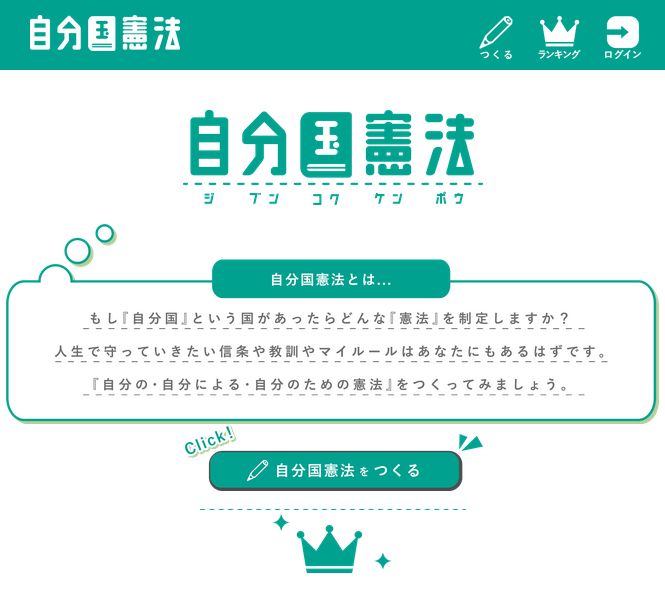 自分国憲法
つくる
ランキング
ログイン
自分国憲法
ジ ブン コク ケン ポウ
自分国憲法とは...
もし『自分国』という国があったらどんな『憲法』を制定しますか？
人生で守っていきたい信条や教訓やマイルールはあなたにもあるはずです。
『自分の・自分による・自分のための憲法』をつくってみましょう。
Click!
自分国憲法をつくる